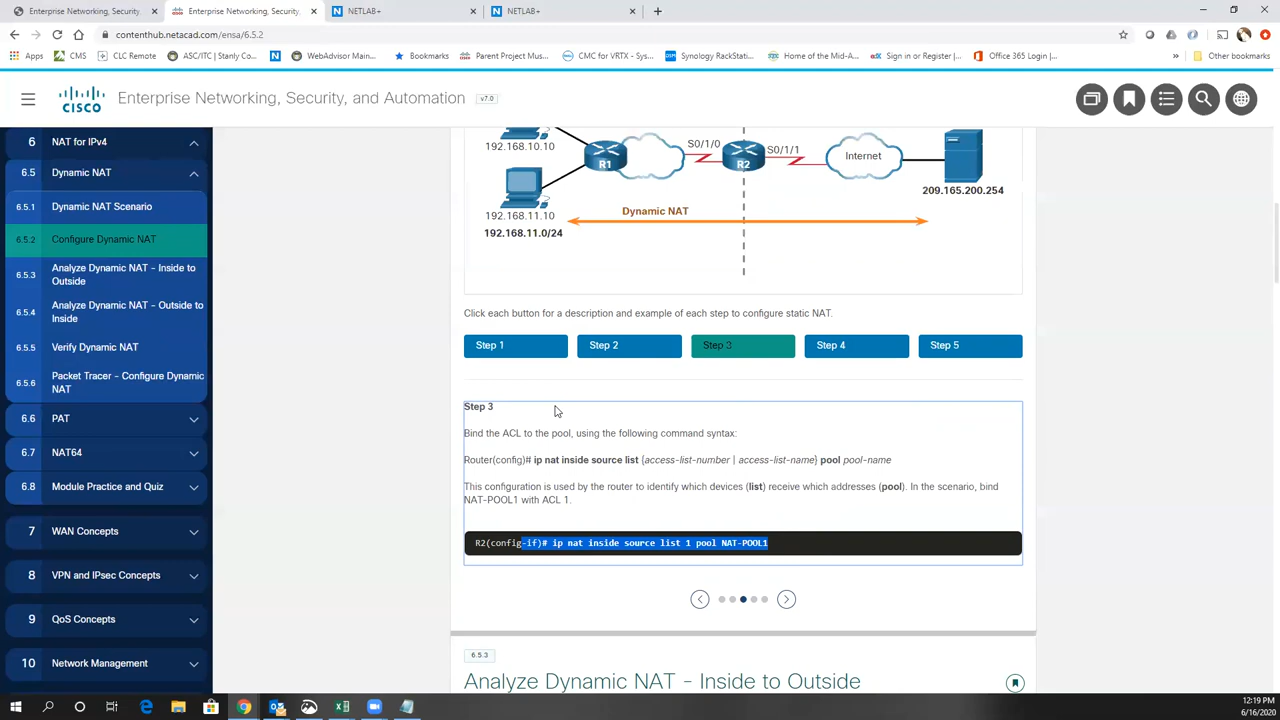 Enterprise Networking, Security,
Enterprise Networking, Security,
NETLAB+
NETLAB+
contenthub.netacad.com/ensa/6.5.2
Apps
CMS
CLC Remote
ASC/ITC | Stanly Co...
WebAdvisor Main...
Bookmarks
Parent Project Mus...
CMC for VRTX - Sys...
Synology RackStati...
Home of the Mid-A...
Sign in or Register |...
Office 365 Login |...
»
Other bookmarks
CISCO
Enterprise Networking, Security, and Automation
v7.0
6 NAT for IPv4
6.5 Dynamic NAT
6.5.1 Dynamic NAT Scenario
6.5.2 Configure Dynamic NAT
6.5.3 Analyze Dynamic NAT - Inside to
Outside
6.5.4 Analyze Dynamic NAT - Outside to
Inside
6.5.5 Verify Dynamic NAT
6.5.6 Packet Tracer - Configure Dynamic
NAT
6.6 PAT
6.7 NAT64
6.8 Module Practice and Quiz
7 WAN Concepts
8 VPN and IPsec Concepts
9 QoS Concepts
10 Network Management
192.168.10.10
R1
S0/1/0
R2
S0/1/1
Internet
209.165.200.254
192.168.11.10
Dynamic NAT
192.168.11.0/24
Click each button for a description and example of each step to configure static NAT.
Step 1
Step 2
Step 3
Step 4
Step 5
Step 3
Bind the ACL to the pool, using the following command syntax:
Router(config)# ip nat inside source list {access-list-number | access-list-name} pool pool-name
This configuration is used by the router to identify which devices (list) receive which addresses (pool). In the scenario, bind
NAT-POOL1 with ACL 1.
R2(config-if)# ip nat inside source list 1 pool NAT-POOL1
6.5.3
Analyze Dynamic NAT - Inside to Outside
12:19 PM
6/16/2020